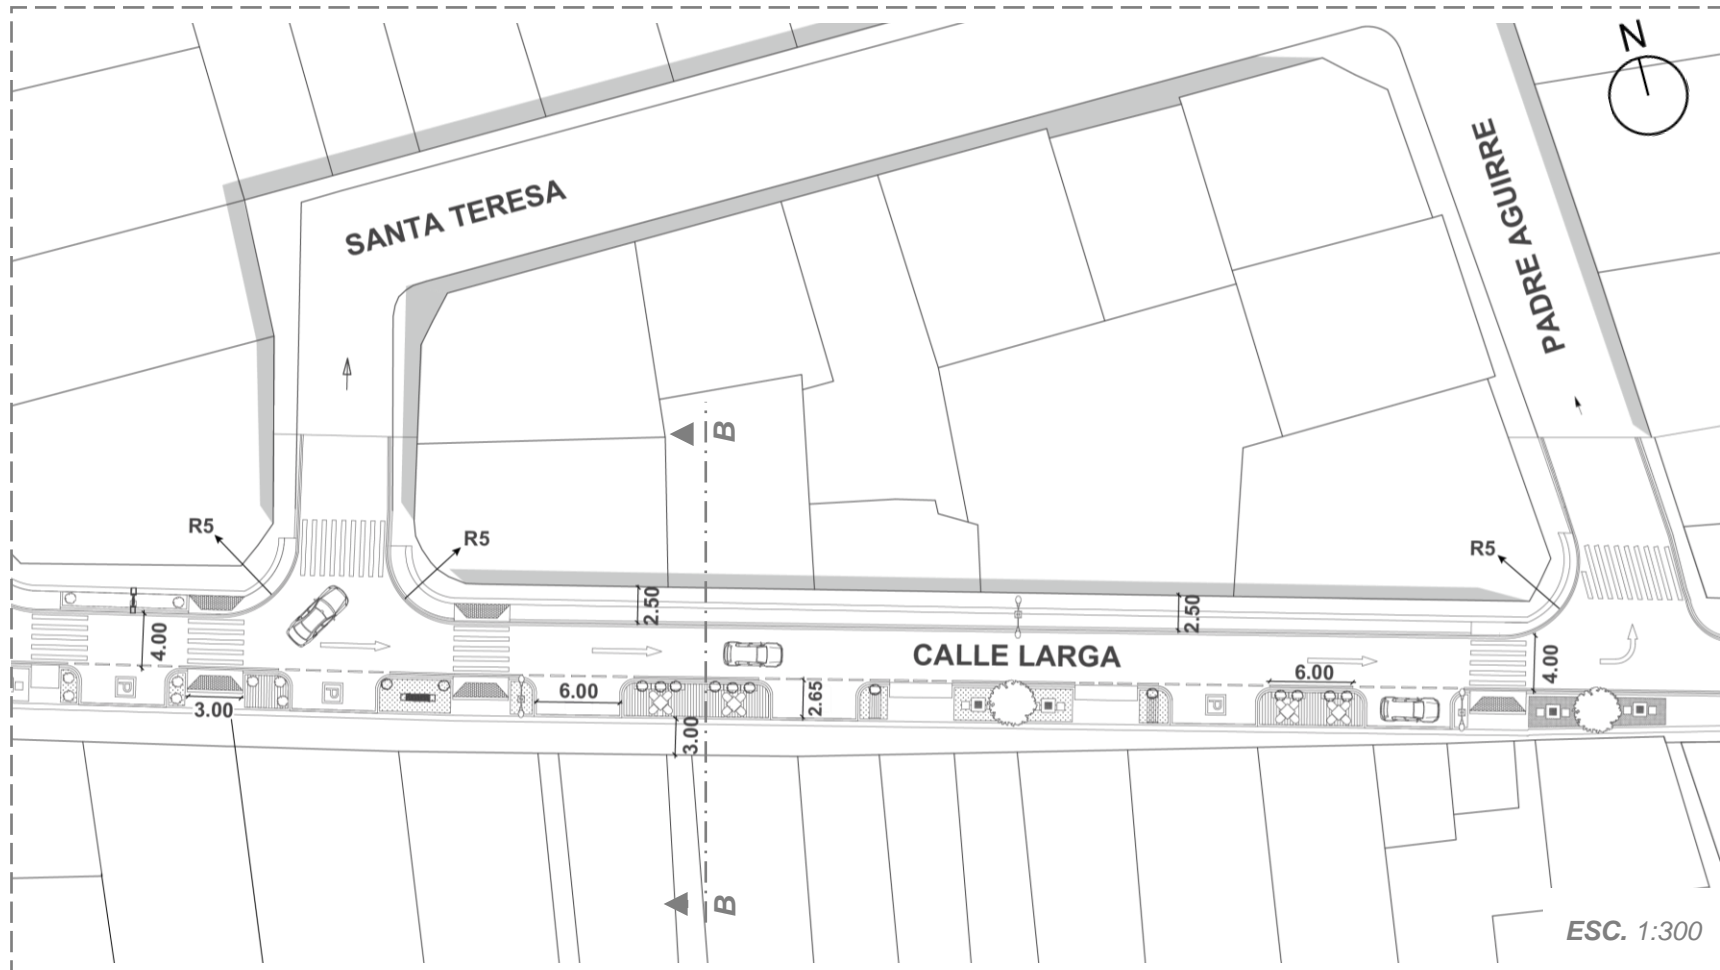 N
SANTA TERESA
PADRE AGUIRRE
B
R5
R5
R5
2.50
2.50
4.00
CALLE LARGA
4.00
P
P
3.00
6.00
2.65
3.00
P
6.00
B
ESC. 1:300